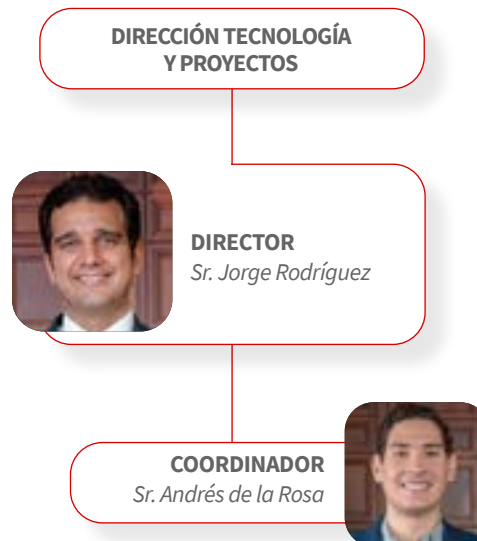 DIRECCIÓN TECNOLOGÍA
Y PROYECTOS
DIRECTOR
Sr. Jorge Rodríguez
COORDINADOR
Sr. Andrés de la Rosa